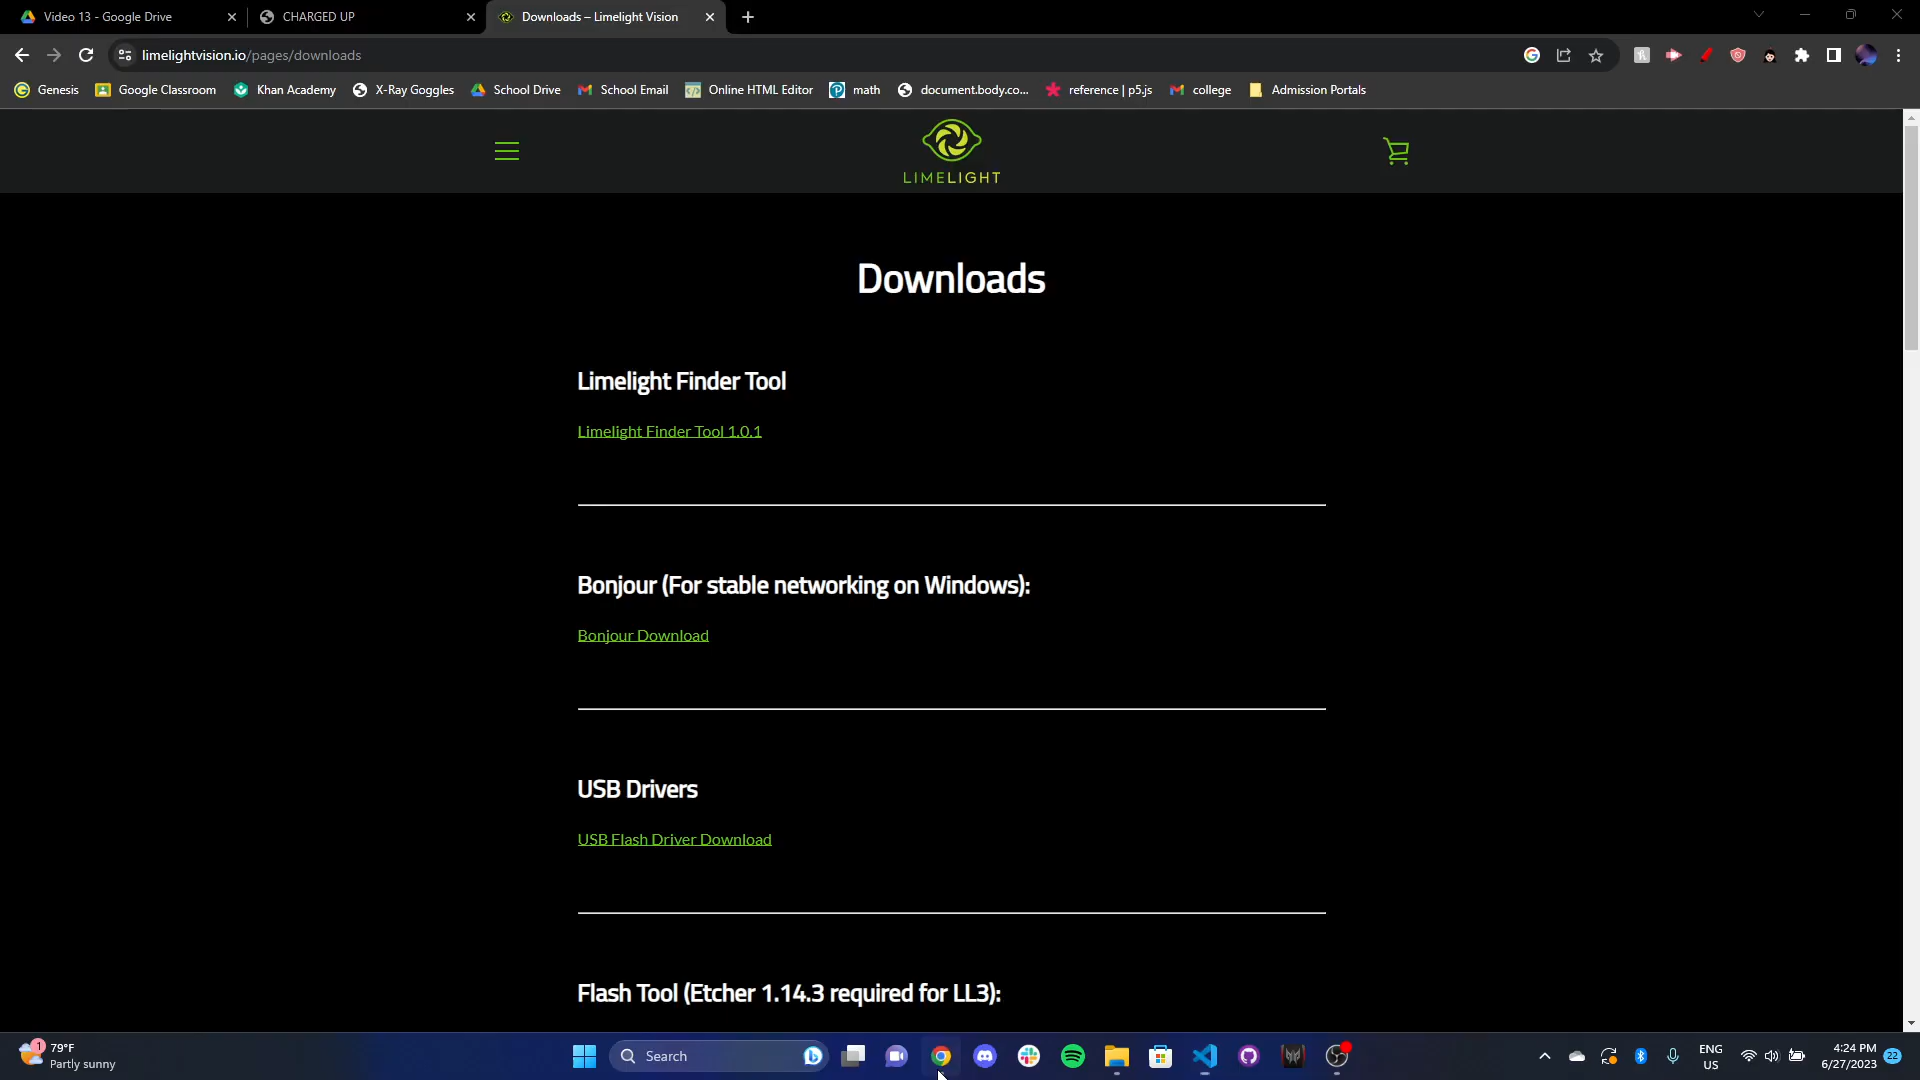 Video 13 - Google Drive
CHARGED UP
Downloads – Limelight Vision
limelightvision.io/pages/downloads
Genesis
Google Classroom
Khan Academy
X-Ray Goggles
School Drive
School Email
Online HTML Editor
math
document.body.co...
reference | p5.js
college
Admission Portals
LIMELIGHT
Downloads
Limelight Finder Tool
Limelight Finder Tool 1.0.1
Bonjour (For stable networking on Windows):
Bonjour Download
USB Drivers
USB Flash Driver Download
Flash Tool (Etcher 1.14.3 required for LL3):
1
79°F
Partly sunny
Search
ENG
US
4:24 PM
6/27/2023
22